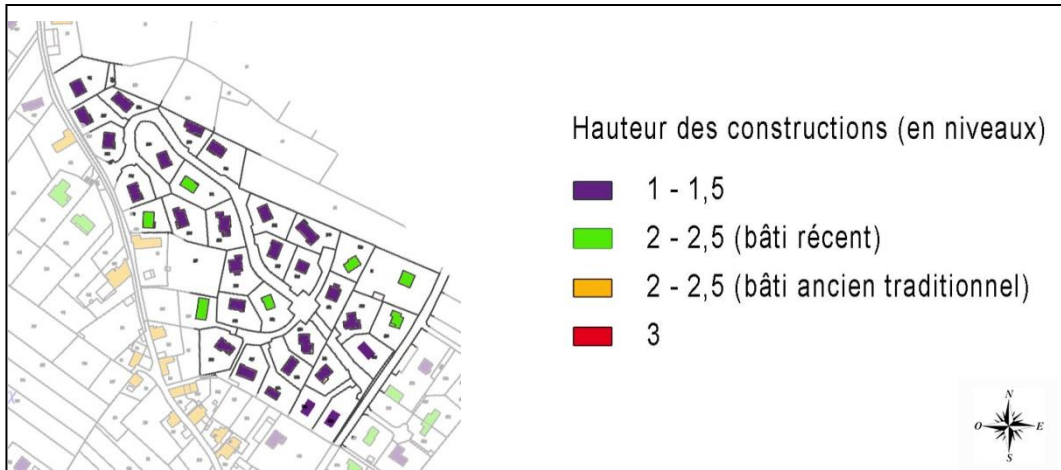 Hauteur des constructions (en niveaux)
1 - 1,5
2 - 2,5 (bâti récent)
2 - 2,5 (bâti ancien traditionnel)
3
N
O E
S